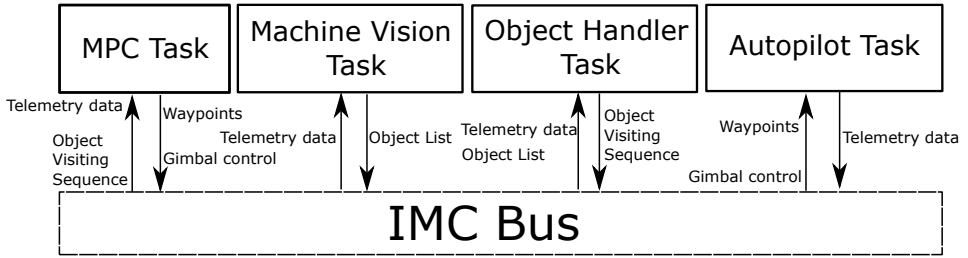 MPC Task
Machine Vision
Task
Object Handler
Task
Autopilot Task
Telemetry data
Object
Visiting
Sequence
Waypoints
Gimbal control
Telemetry data
Object List
Telemetry data
Object List
Object
Visiting
Sequence
Waypoints
Gimbal control
Telemetry data
IMC Bus